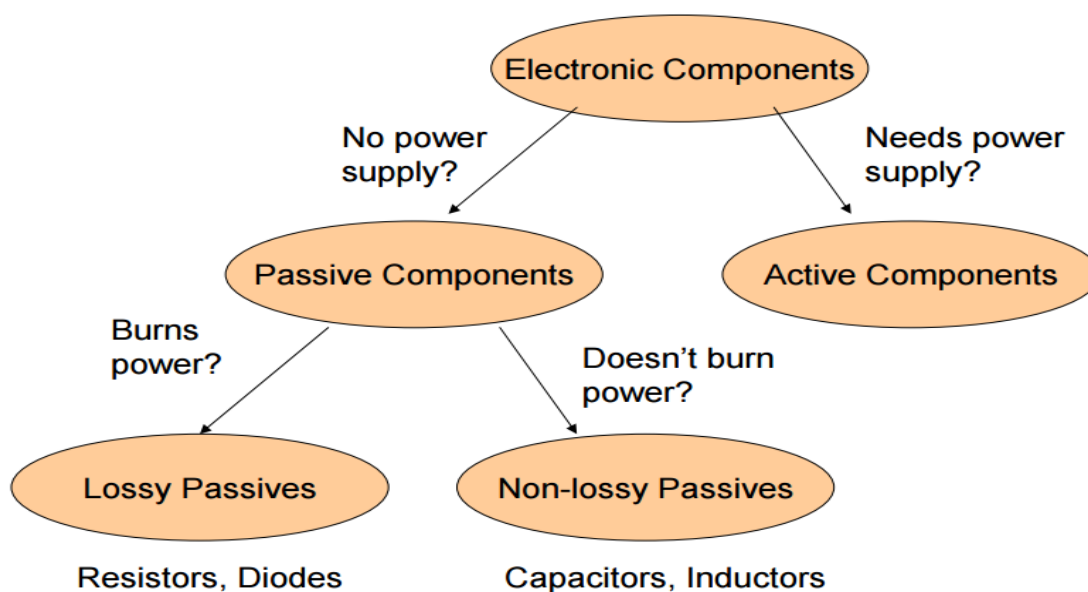 Electronic Components
No power
supply?
Needs power
supply?
Passive Components
Active Components
Burns
power?
Doesn’t burn
power?
Lossy Passives
Non-lossy Passives
Resistors, Diodes
Capacitors, Inductors